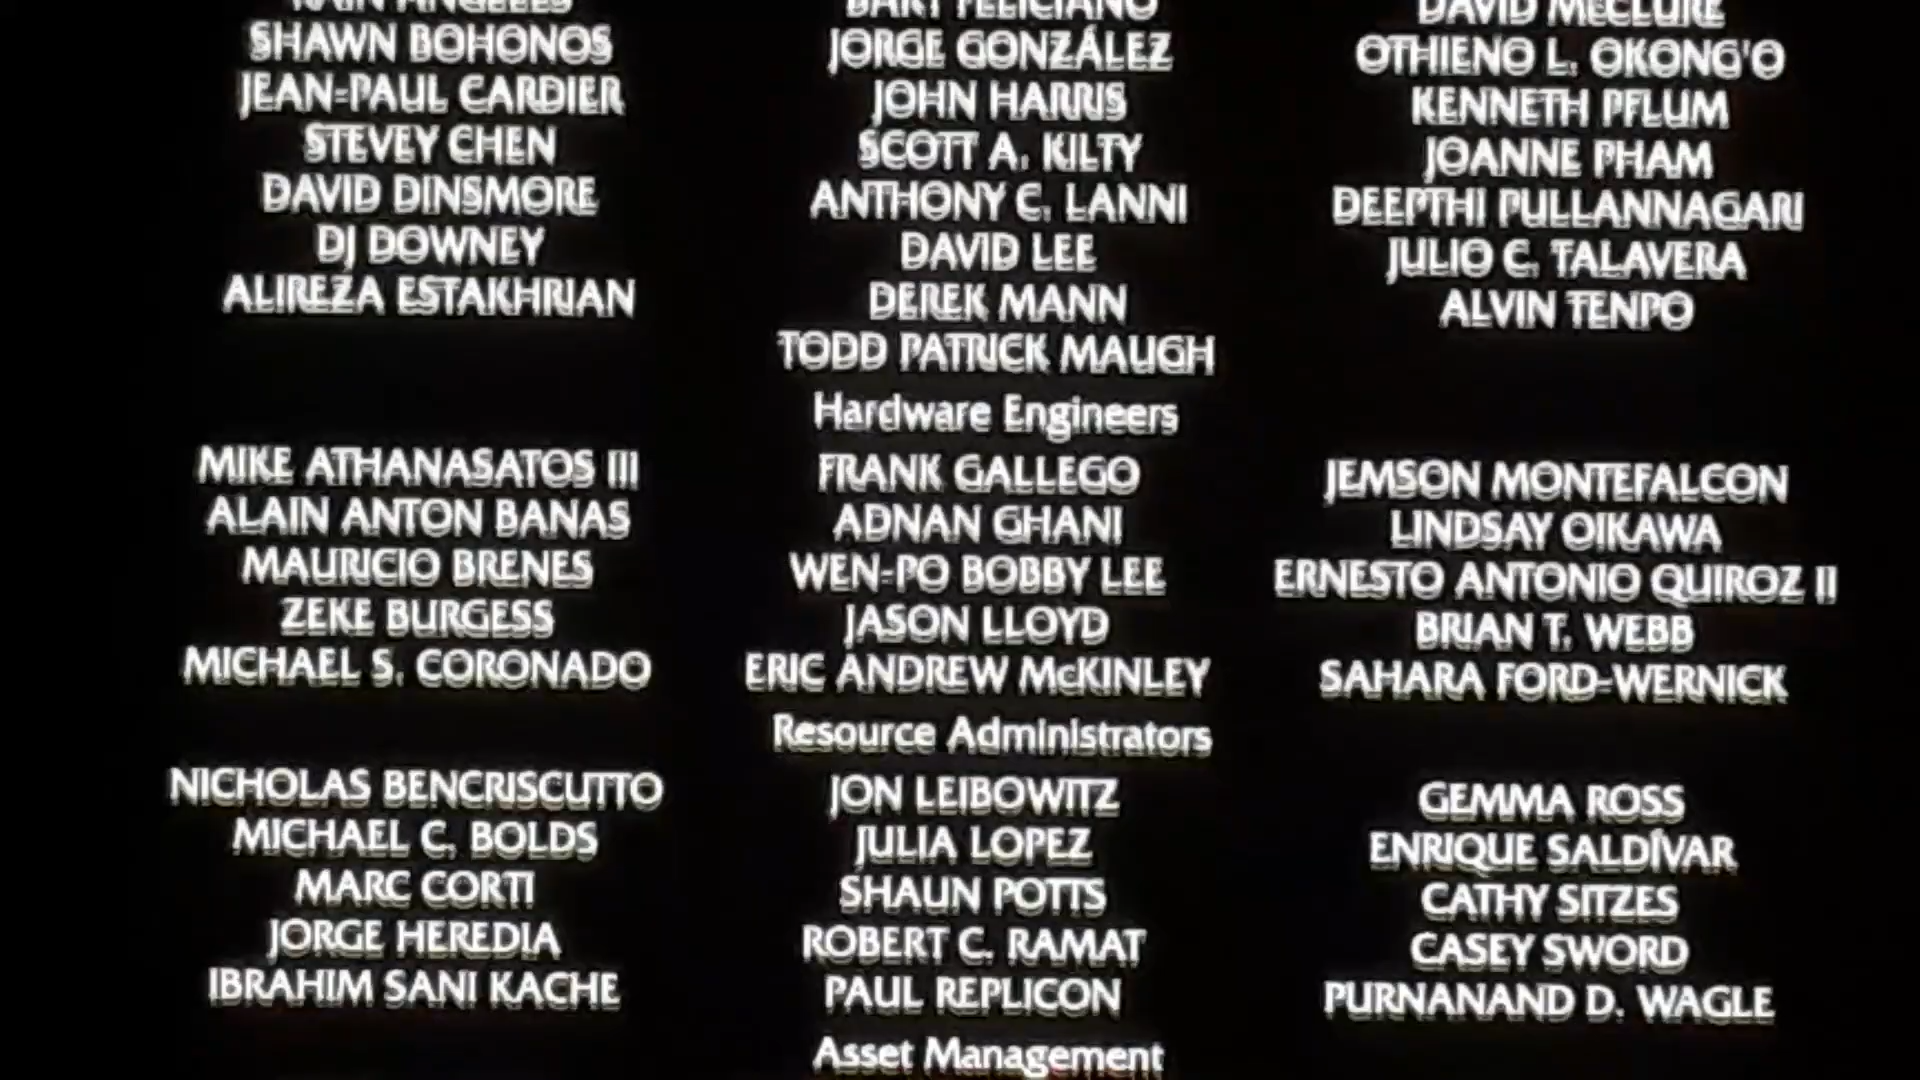 RAIN ANGELES
BART FELICIANO
DAVID McCLURE
SHAWN BOHONOS
JORGE GONZÁLEZ
OTHIENO L. OKONG'O
JEAN-PAUL CARDIER
JOHN HARRIS
KENNETH PFLUM
STEVEY CHEN
SCOTT A. KILTY
JOANNE PHAM
DAVID DINSMORE
ANTHONY C. LANNI
DEEPTHI PULLANNAGARI
DJ DOWNEY
DAVID LEE
JULIO C. TALAVERA
ALIREZA ESTAKHRIAN
DEREK MANN
ALVIN TENPO
TODD PATRICK MAUGH
Hardware Engineers
MIKE ATHANASATOS III
FRANK GALLEGO
JEMSON MONTEFALCON
ALAIN ANTON BANAS
ADNAN GHANI
LINDSAY OIKAWA
MAURICIO BRENES
WEN-PO BOBBY LEE
ERNESTO ANTONIO QUIROZ II
ZEKE BURGESS
JASON LLOYD
BRIAN T. WEBB
MICHAEL S. CORONADO
ERIC ANDREW McKINLEY
SAHARA FORD-WERNICK
Resource Administrators
NICHOLAS BENCRISCUTTO
JON LEIBOWITZ
GEMMA ROSS
MICHAEL C. BOLDS
JULIA LOPEZ
ENRIQUE SALDÍVAR
MARC CORTI
SHAUN POTTS
CATHY SITZES
JORGE HEREDIA
ROBERT C. RAMAT
CASEY SWORD
IBRAHIM SANI KACHE
PAUL REPLICON
PURNANAND D. WAGLE
Asset Management